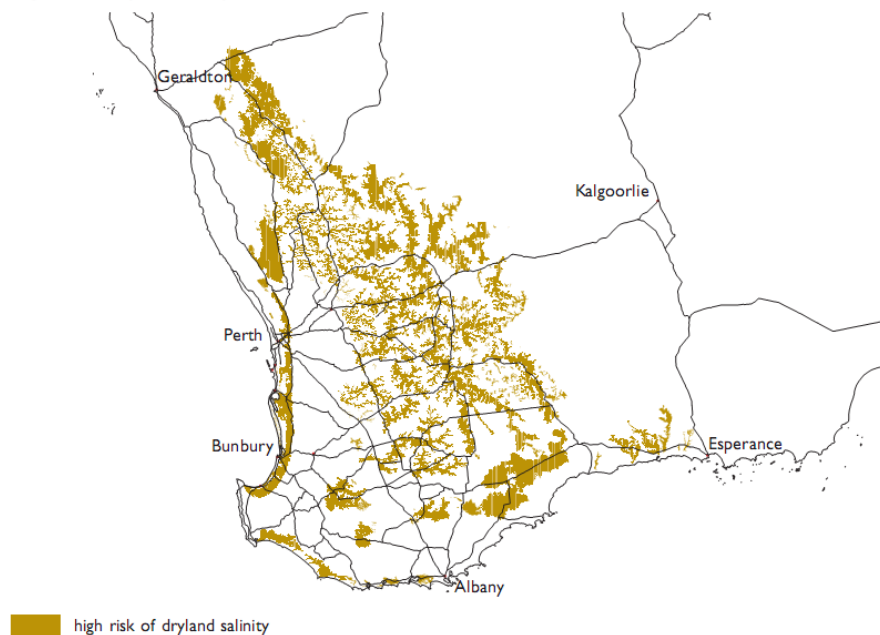 Geraldton
Kalgoorlie
Perth
Bunbury
Esperance
Albany
high risk of dryland salinity